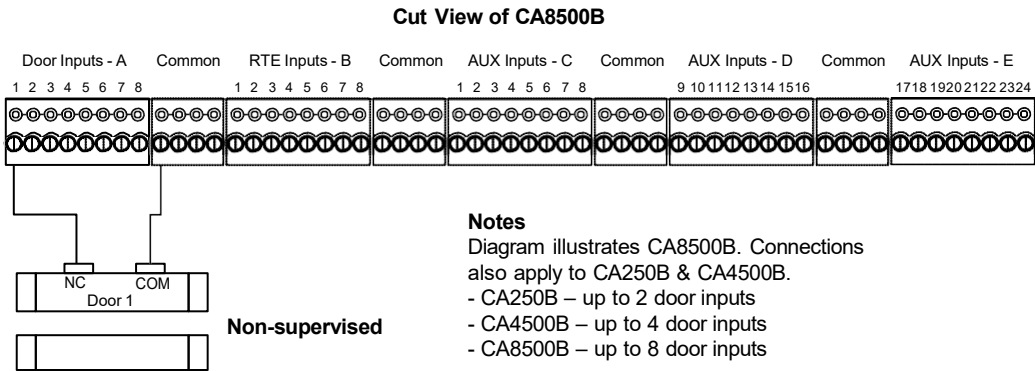 Cut View of CA8500B
Door Inputs - A Common RTE Inputs - B Common AUX Inputs - C Common AUX Inputs - D Common AUX Inputs - E
1 2 3 4 5 6 7 8 1 2 3 4 5 6 7 8 1 2 3 4 5 6 7 8 9 10 11 12 13 14 15 16 17 18 19 20 21 22 23 24
NC COM
Door 1
Non-supervised
Notes
Diagram illustrates CA8500B. Connections
also apply to CA250B & CA4500B.
- CA250B – up to 2 door inputs
- CA4500B – up to 4 door inputs
- CA8500B – up to 8 door inputs